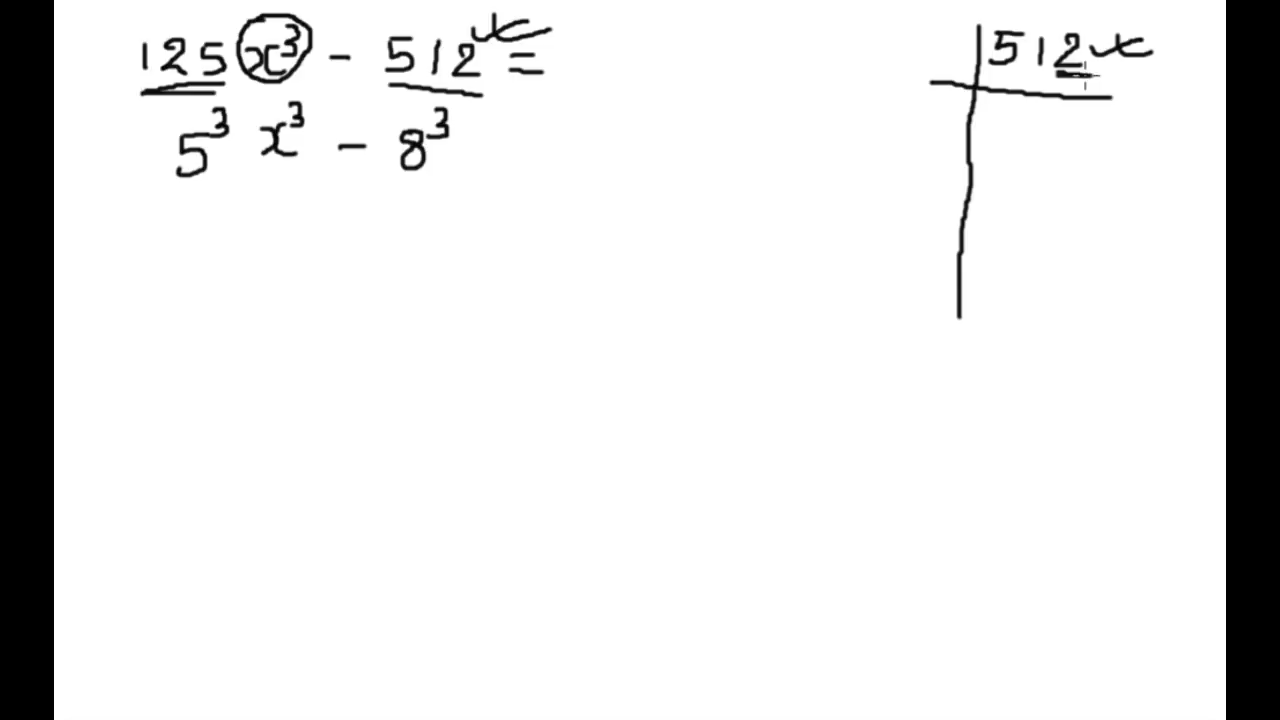 125x³ - 512 =
5³ x³ - 8³
512